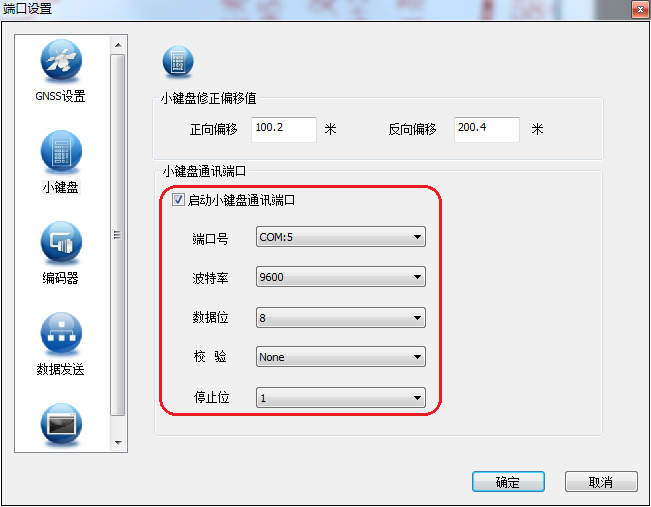 端口设置
GNSS设置
小键盘
编码器
数据发送
小键盘修正偏移值
正向偏移 100.2 米 反向偏移 200.4 米
小键盘通讯端口
启动小键盘通讯端口
端口号 COM:5
波特率 9600
数据位 8
校 验 None
停止位 1
确定 取消